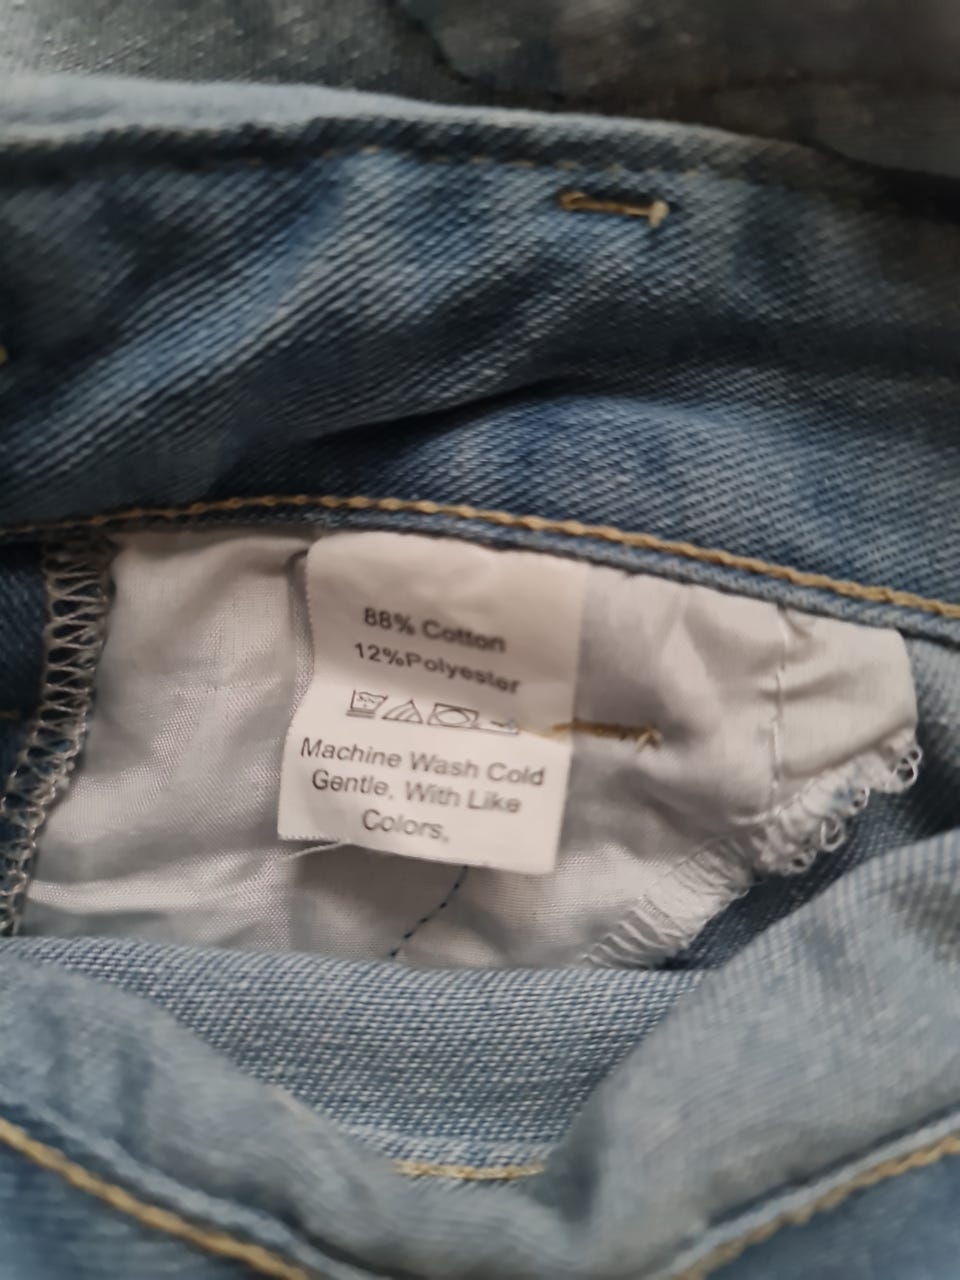 88% Cotton
12%Polyester
Machine Wash Cold
Gentle, With Like
Colors,